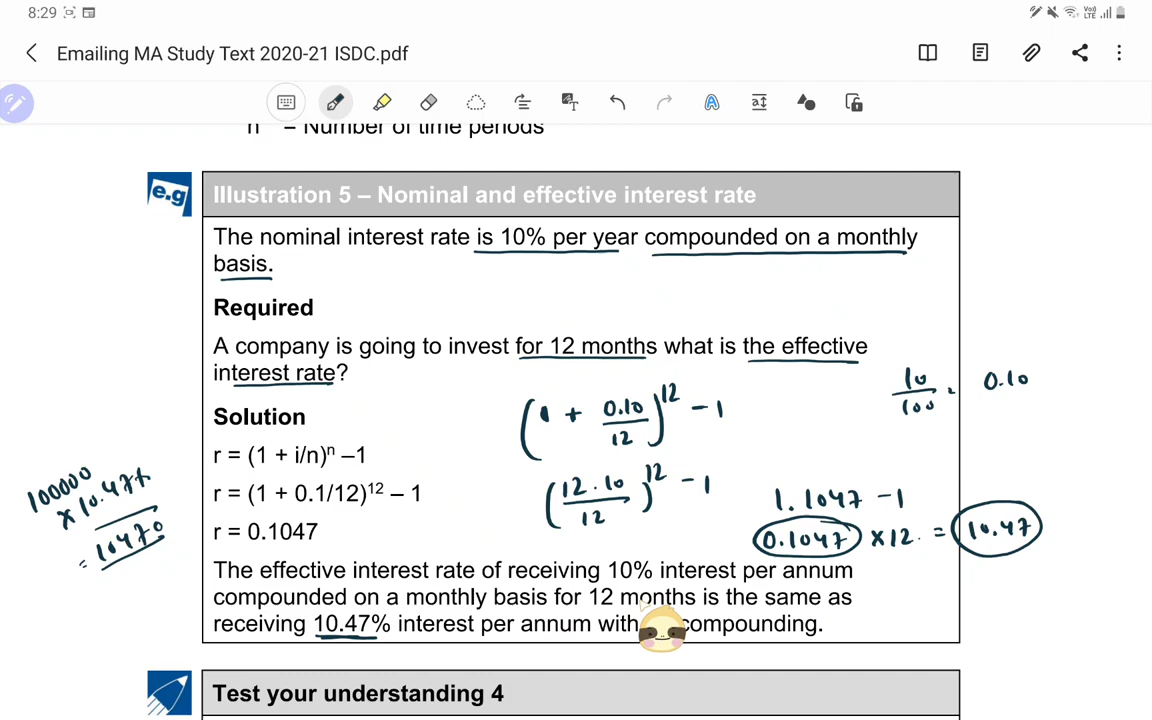 8:29
Emailing MA Study Text 2020-21 ISDC.pdf
n = Number of time periods
e.g
Illustration 5 – Nominal and effective interest rate
The nominal interest rate is 10% per year compounded on a monthly
basis.
Required
A company is going to invest for 12 months what is the effective
interest rate?
10/100 = 0.10
Solution
(1 + 0.10/12)^12 - 1
r = (1 + i/n)ⁿ –1
r = (1 + 0.1/12)¹² – 1
(12.10/12)^12 - 1
r = 0.1047
1.1047 - 1
0.1047 x 12 = 10.47
100000
x 10.47%
= 10470
The effective interest rate of receiving 10% interest per annum
compounded on a monthly basis for 12 months is the same as
receiving 10.47% interest per annum with compounding.
Test your understanding 4